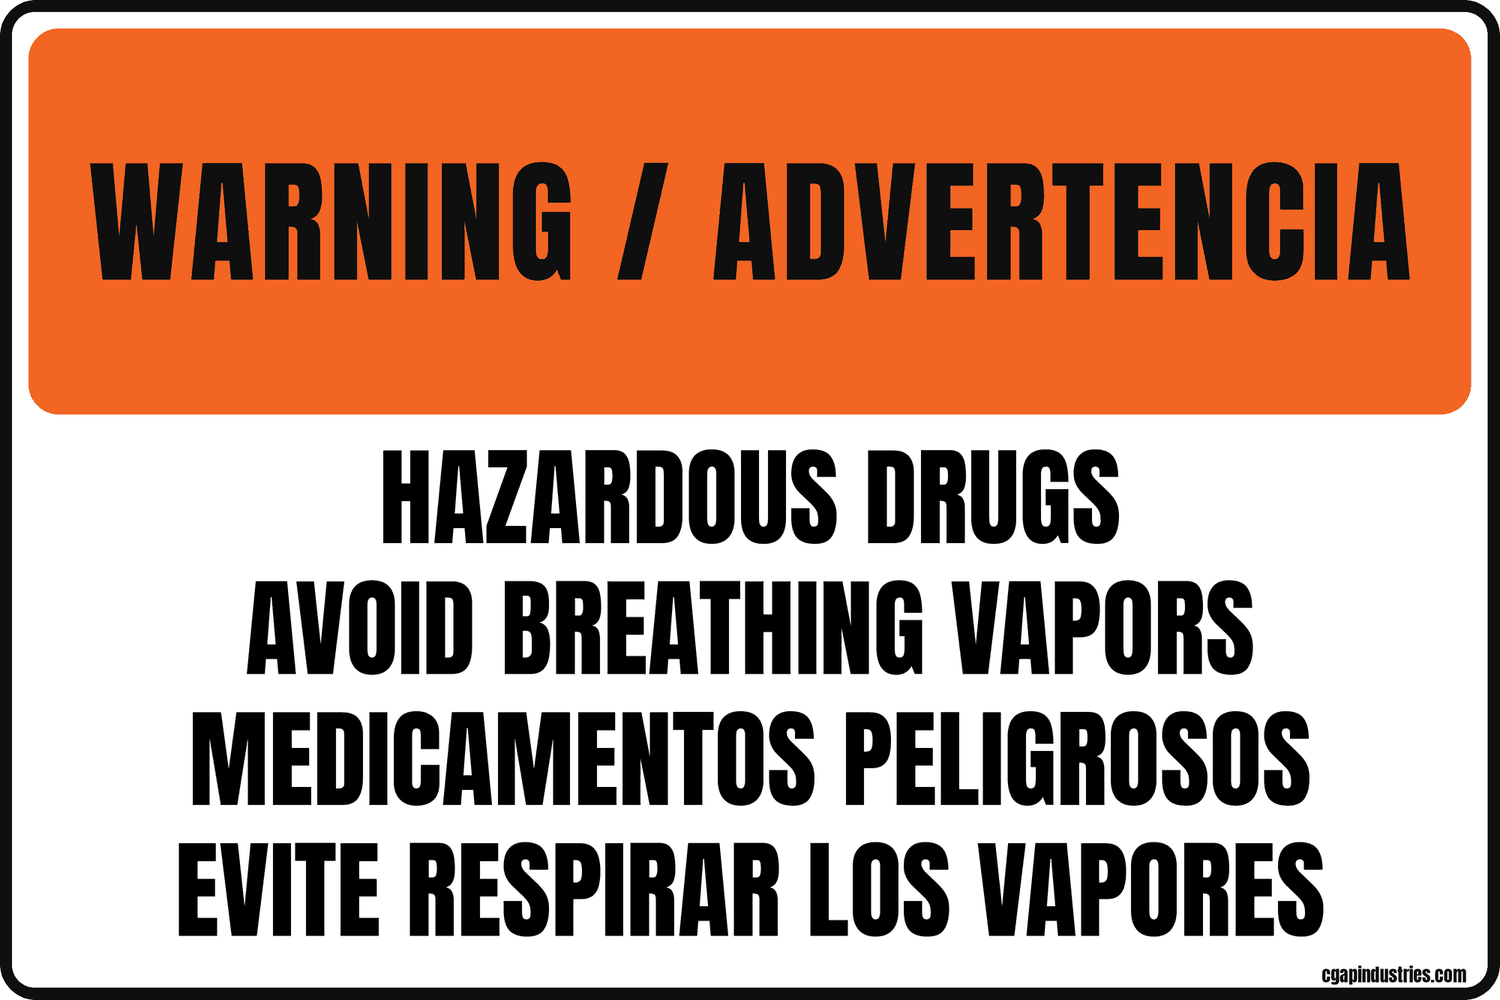 WARNING / ADVERTENCIA
HAZARDOUS DRUGS
AVOID BREATHING VAPORS
MEDICAMENTOS PELIGROSOS
EVITE RESPIRAR LOS VAPORES
cgapindustries.com